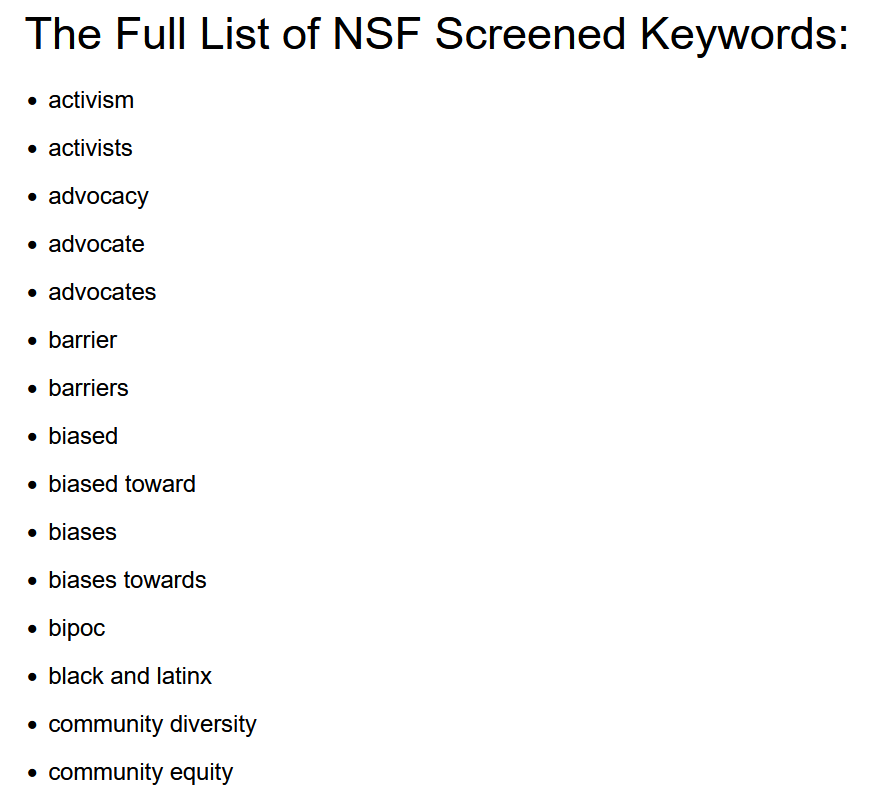 The Full List of NSF Screened Keywords:
• activism
• activists
• advocacy
• advocate
• advocates
• barrier
• barriers
• biased
• biased toward
• biases
• biases towards
• bipoc
• black and latinx
• community diversity
• community equity